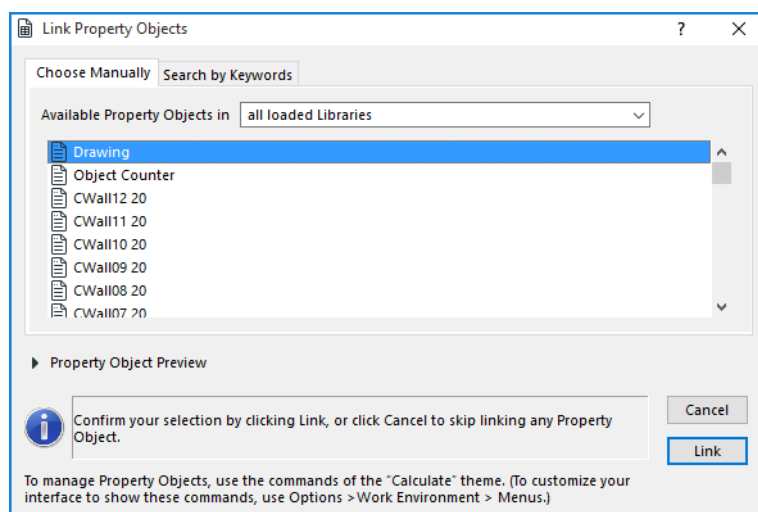 Link Property Objects
?
Choose Manually
Search by Keywords
Available Property Objects in
all loaded Libraries
Drawing
Object Counter
CWall12 20
CWall11 20
CWall10 20
CWall09 20
CWall08 20
CWall07 20
Property Object Preview
Confirm your selection by clicking Link, or click Cancel to skip linking any Property
Object.
Cancel
Link
To manage Property Objects, use the commands of the "Calculate" theme. (To customize your
interface to show these commands, use Options >Work Environment > Menus.)